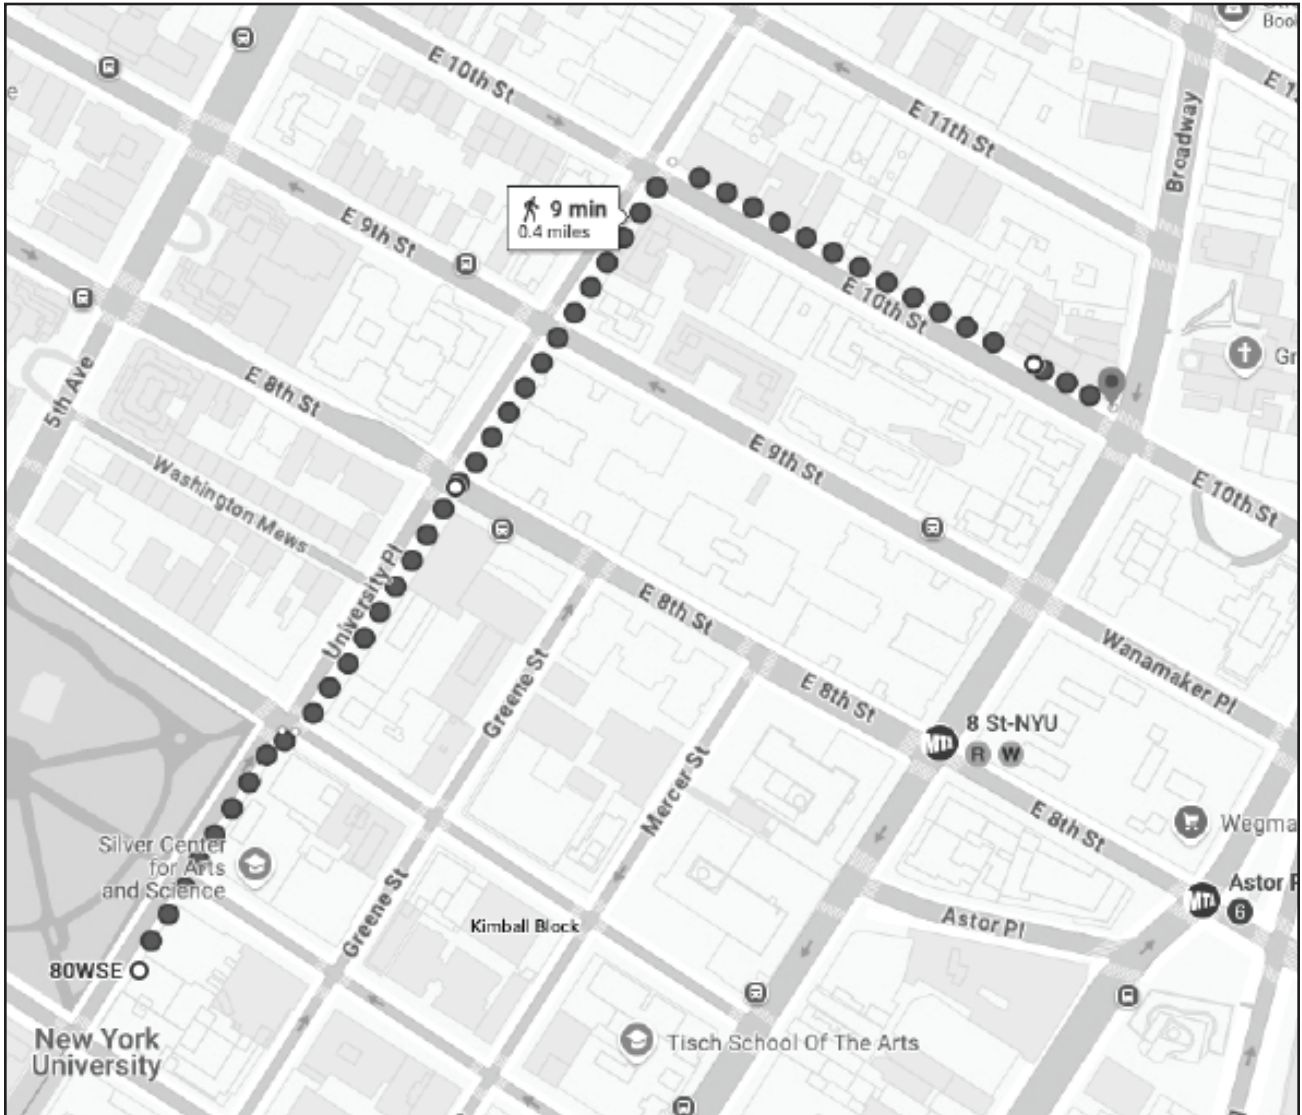 Book
E 10th St
E 11th St
Broadway
9 min
0.4 miles
E 9th St
E 10th St
5th Ave
E 8th St
E 9th St
E 10th St
Washington Mews
University Pl
E 8th St
Greene St
E 8th St
Wanamaker Pl
8 St-NYU
R W
Mercer St
E 8th St
Wegma
Silver Center
for Arts
and Science
Greene St
Kimball Block
Astor Pl
Astor P
6
80WSE
New York
University
Tisch School Of The Arts